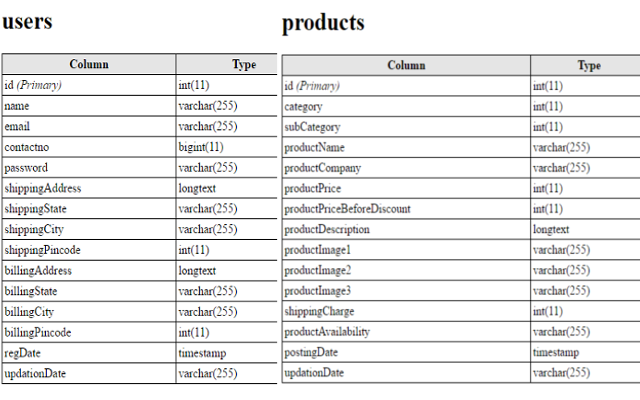 users
Column Type
id (Primary) int(11)
name varchar(255)
email varchar(255)
contactno bigint(11)
password varchar(255)
shippingAddress longtext
shippingState varchar(255)
shippingCity varchar(255)
shippingPincode int(11)
billingAddress longtext
billingState varchar(255)
billingCity varchar(255)
billingPincode int(11)
regDate timestamp
updationDate varchar(255)
products
Column Type
id (Primary) int(11)
category int(11)
subCategory int(11)
productName varchar(255)
productCompany varchar(255)
productPrice int(11)
productPriceBeforeDiscount int(11)
productDescription longtext
productImage1 varchar(255)
productImage2 varchar(255)
productImage3 varchar(255)
shippingCharge int(11)
productAvailability varchar(255)
postingDate timestamp
updationDate varchar(255)